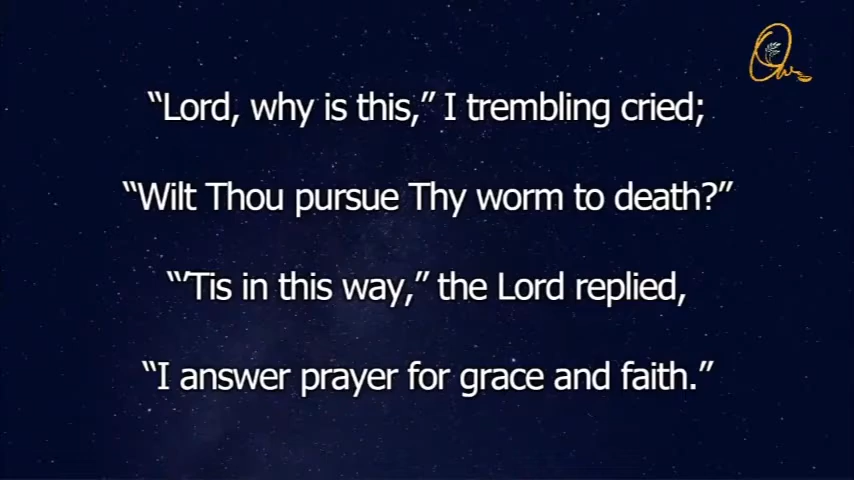 “Lord, why is this,” I trembling cried;
“Wilt Thou pursue Thy worm to death?”
“’Tis in this way,” the Lord replied,
“I answer prayer for grace and faith.”